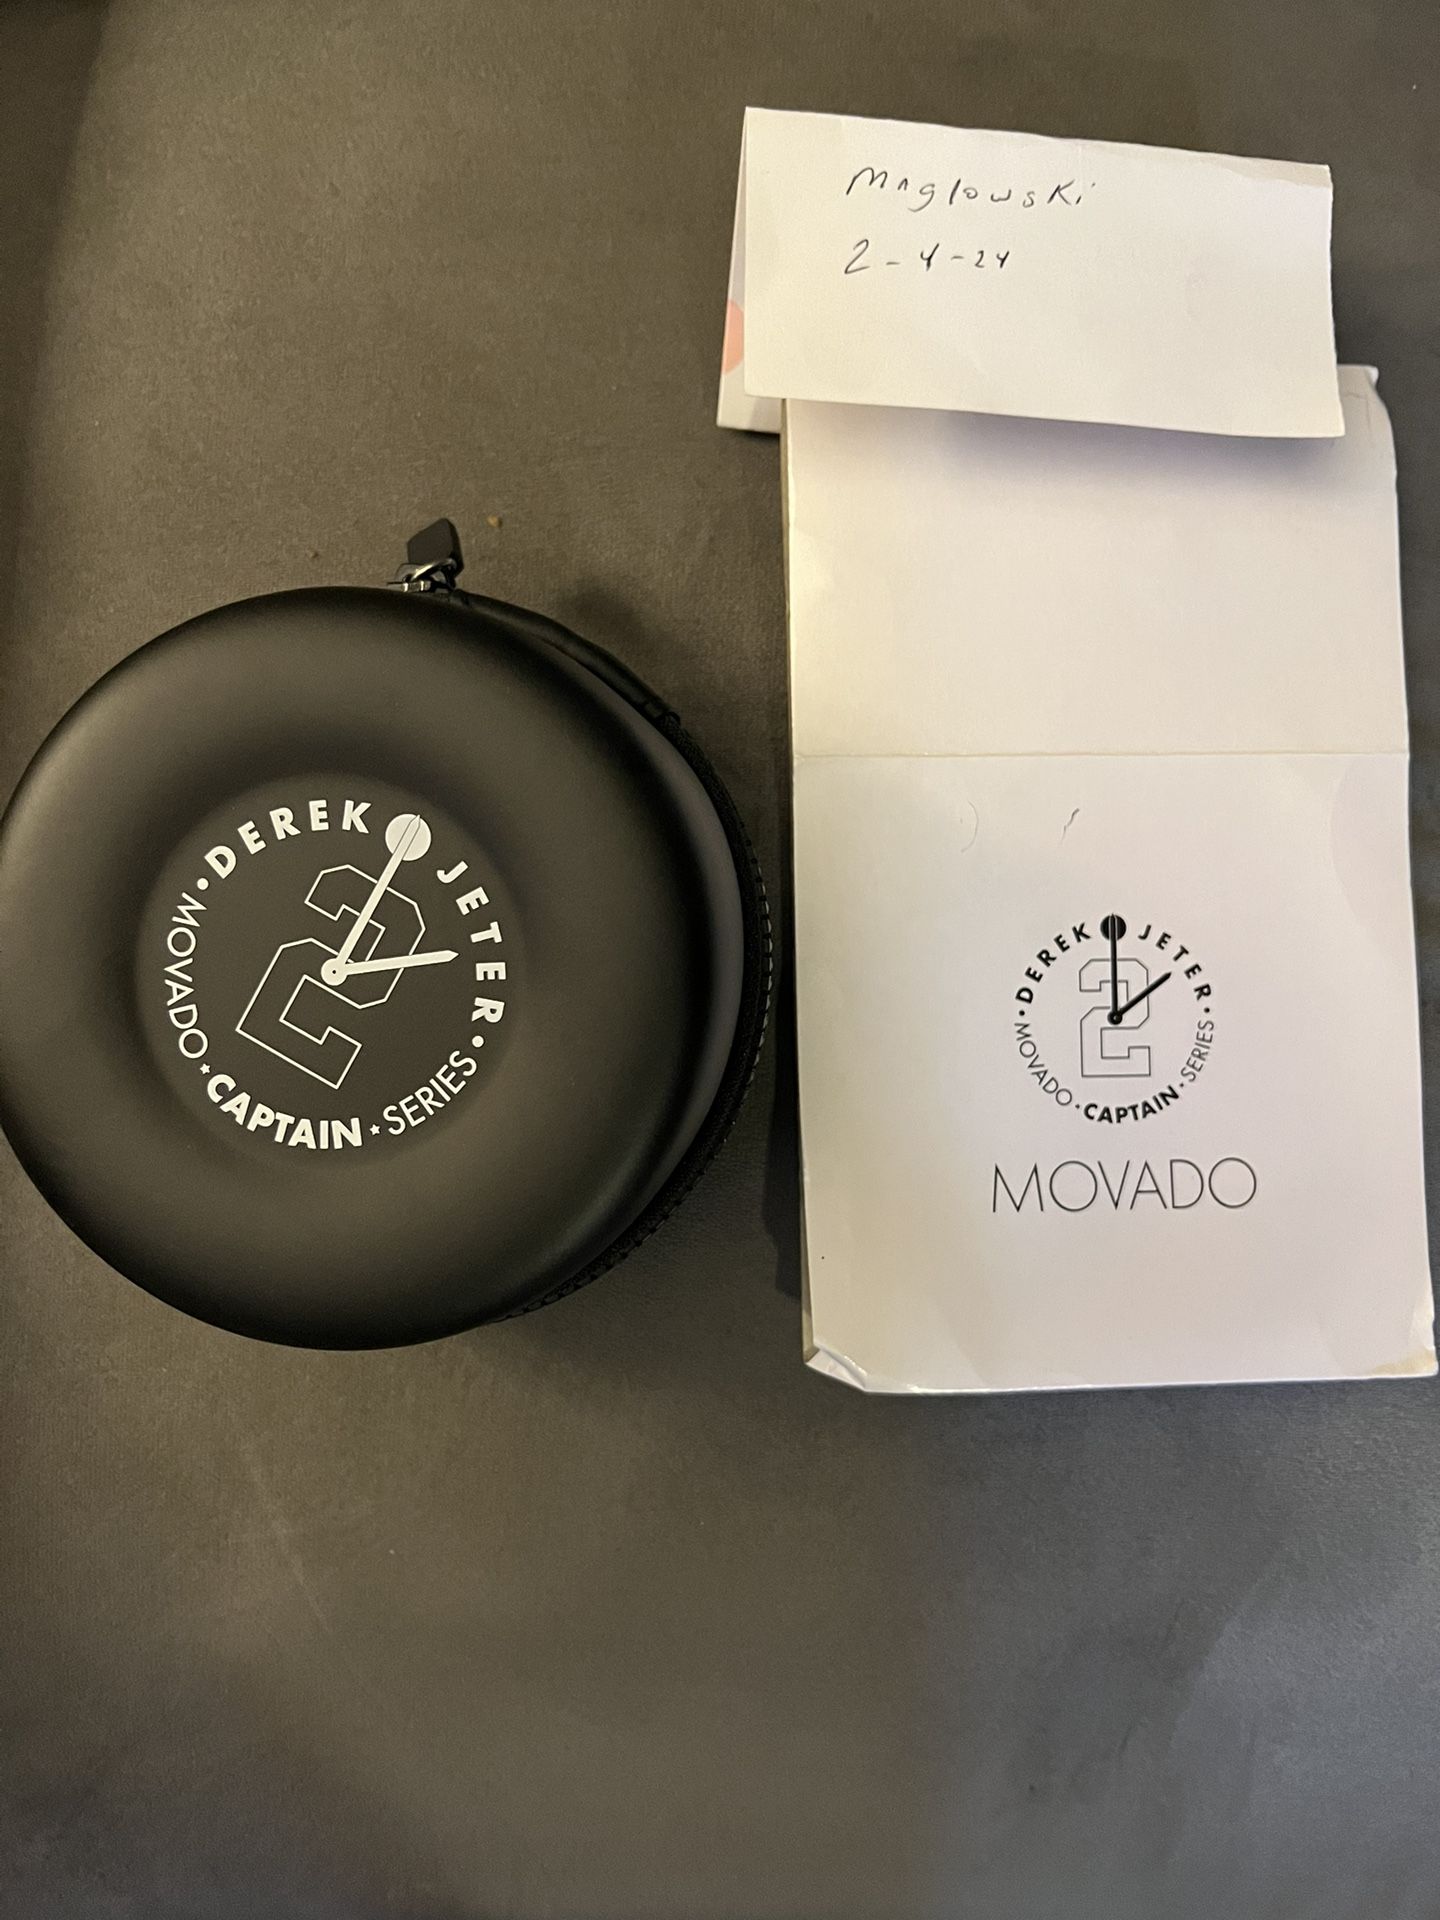 Maglowski
2-4-24
DEREK JETER
2
MOVADO ★ CAPTAIN ★ SERIES
DEREK JETER
2
MOVADO · CAPTAIN · SERIES
MOVADO